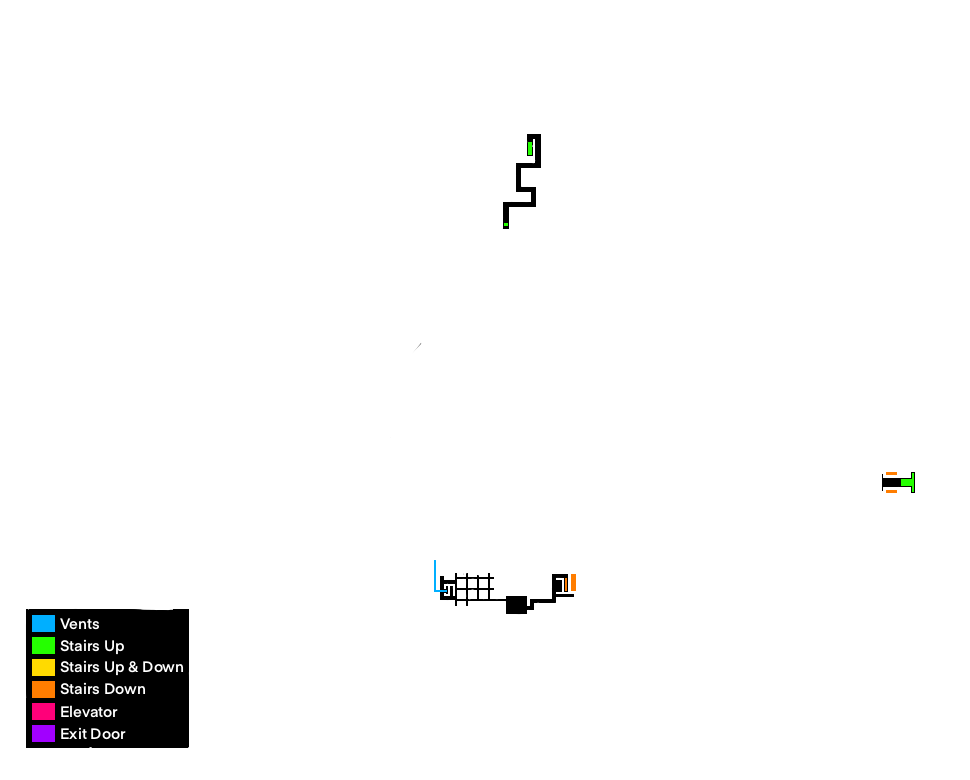 Vents
Stairs Up
Stairs Up & Down
Stairs Down
Elevator
Exit Door